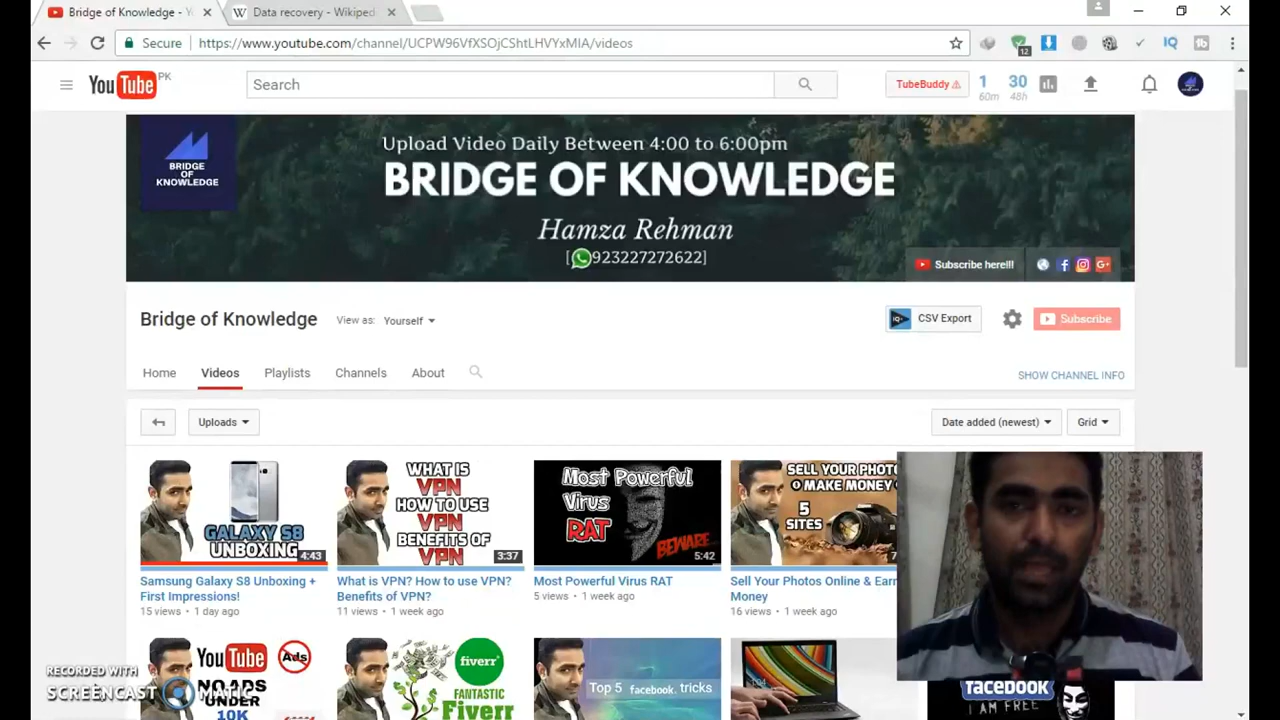 Bridge of Knowledge - Y
Data recovery - Wikiped
Secure
https://www.youtube.com/channel/UCPW96VfXSOjCShtLHVYxMIA/videos
12
IQ
YouTube PK
Search
TubeBuddy
1
60m
30
48h
BRIDGE
OF
KNOWLEDGE
Upload Video Daily Between 4:00 to 6:00pm
BRIDGE OF KNOWLEDGE
Hamza Rehman
[923227272622]
Subscribe here!!!
Bridge of Knowledge
View as: Yourself
CSV Export
Subscribe
Home
Videos
Playlists
Channels
About
SHOW CHANNEL INFO
Uploads
Date added (newest)
Grid
GALAXY S8
UNBOXING
4:43
WHAT IS
VPN
HOW TO USE
VPN
BENEFITS OF
VPN
3:37
Most Powerful
Virus
RAT
BEWARE...
5:42
SELL YOUR PHOTO
MAKE MONEY
5
SITES
Samsung Galaxy S8 Unboxing +
First Impressions!
15 views • 1 day ago
What is VPN? How to use VPN?
Benefits of VPN?
11 views • 1 week ago
Most Powerful Virus RAT
5 views • 1 week ago
Sell Your Photos Online & Earn
Money
16 views • 1 week ago
YouTube
Ads
NO ADS
UNDER
10K
fiverr
FANTASTIC
Fiverr
Top 5 facebook. tricks
facebook
I AM FREE
RECORDED WITH
SCREENCAST MATIC